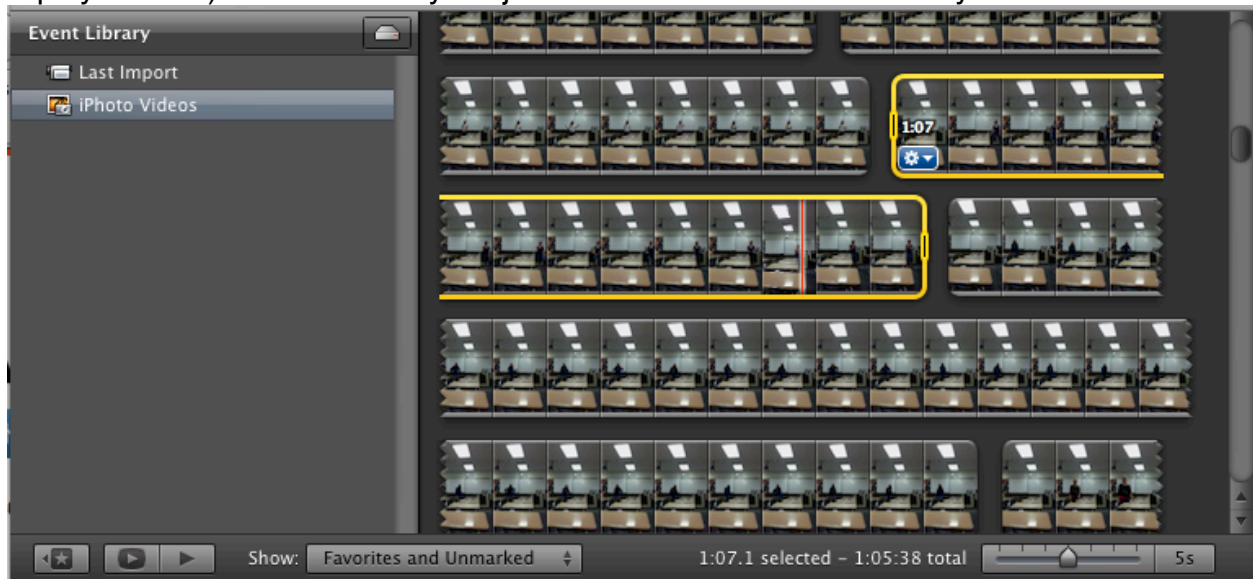 Event Library
Last Import
iPhoto Videos
1:07
Show: Favorites and Unmarked
1:07.1 selected – 1:05:38 total
5s